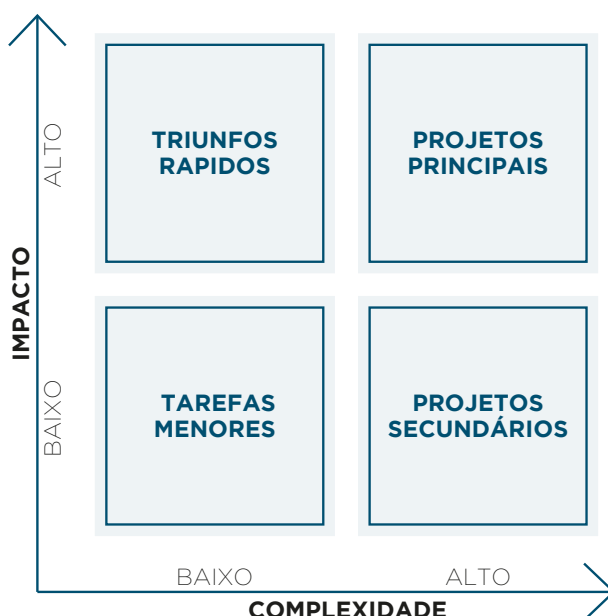 IMPACTO
ALTO
BAIXO
TRIUNFOS
RAPIDOS
PROJETOS
PRINCIPAIS
TAREFAS
MENORES
PROJETOS
SECUNDÁRIOS
BAIXO
ALTO
COMPLEXIDADE